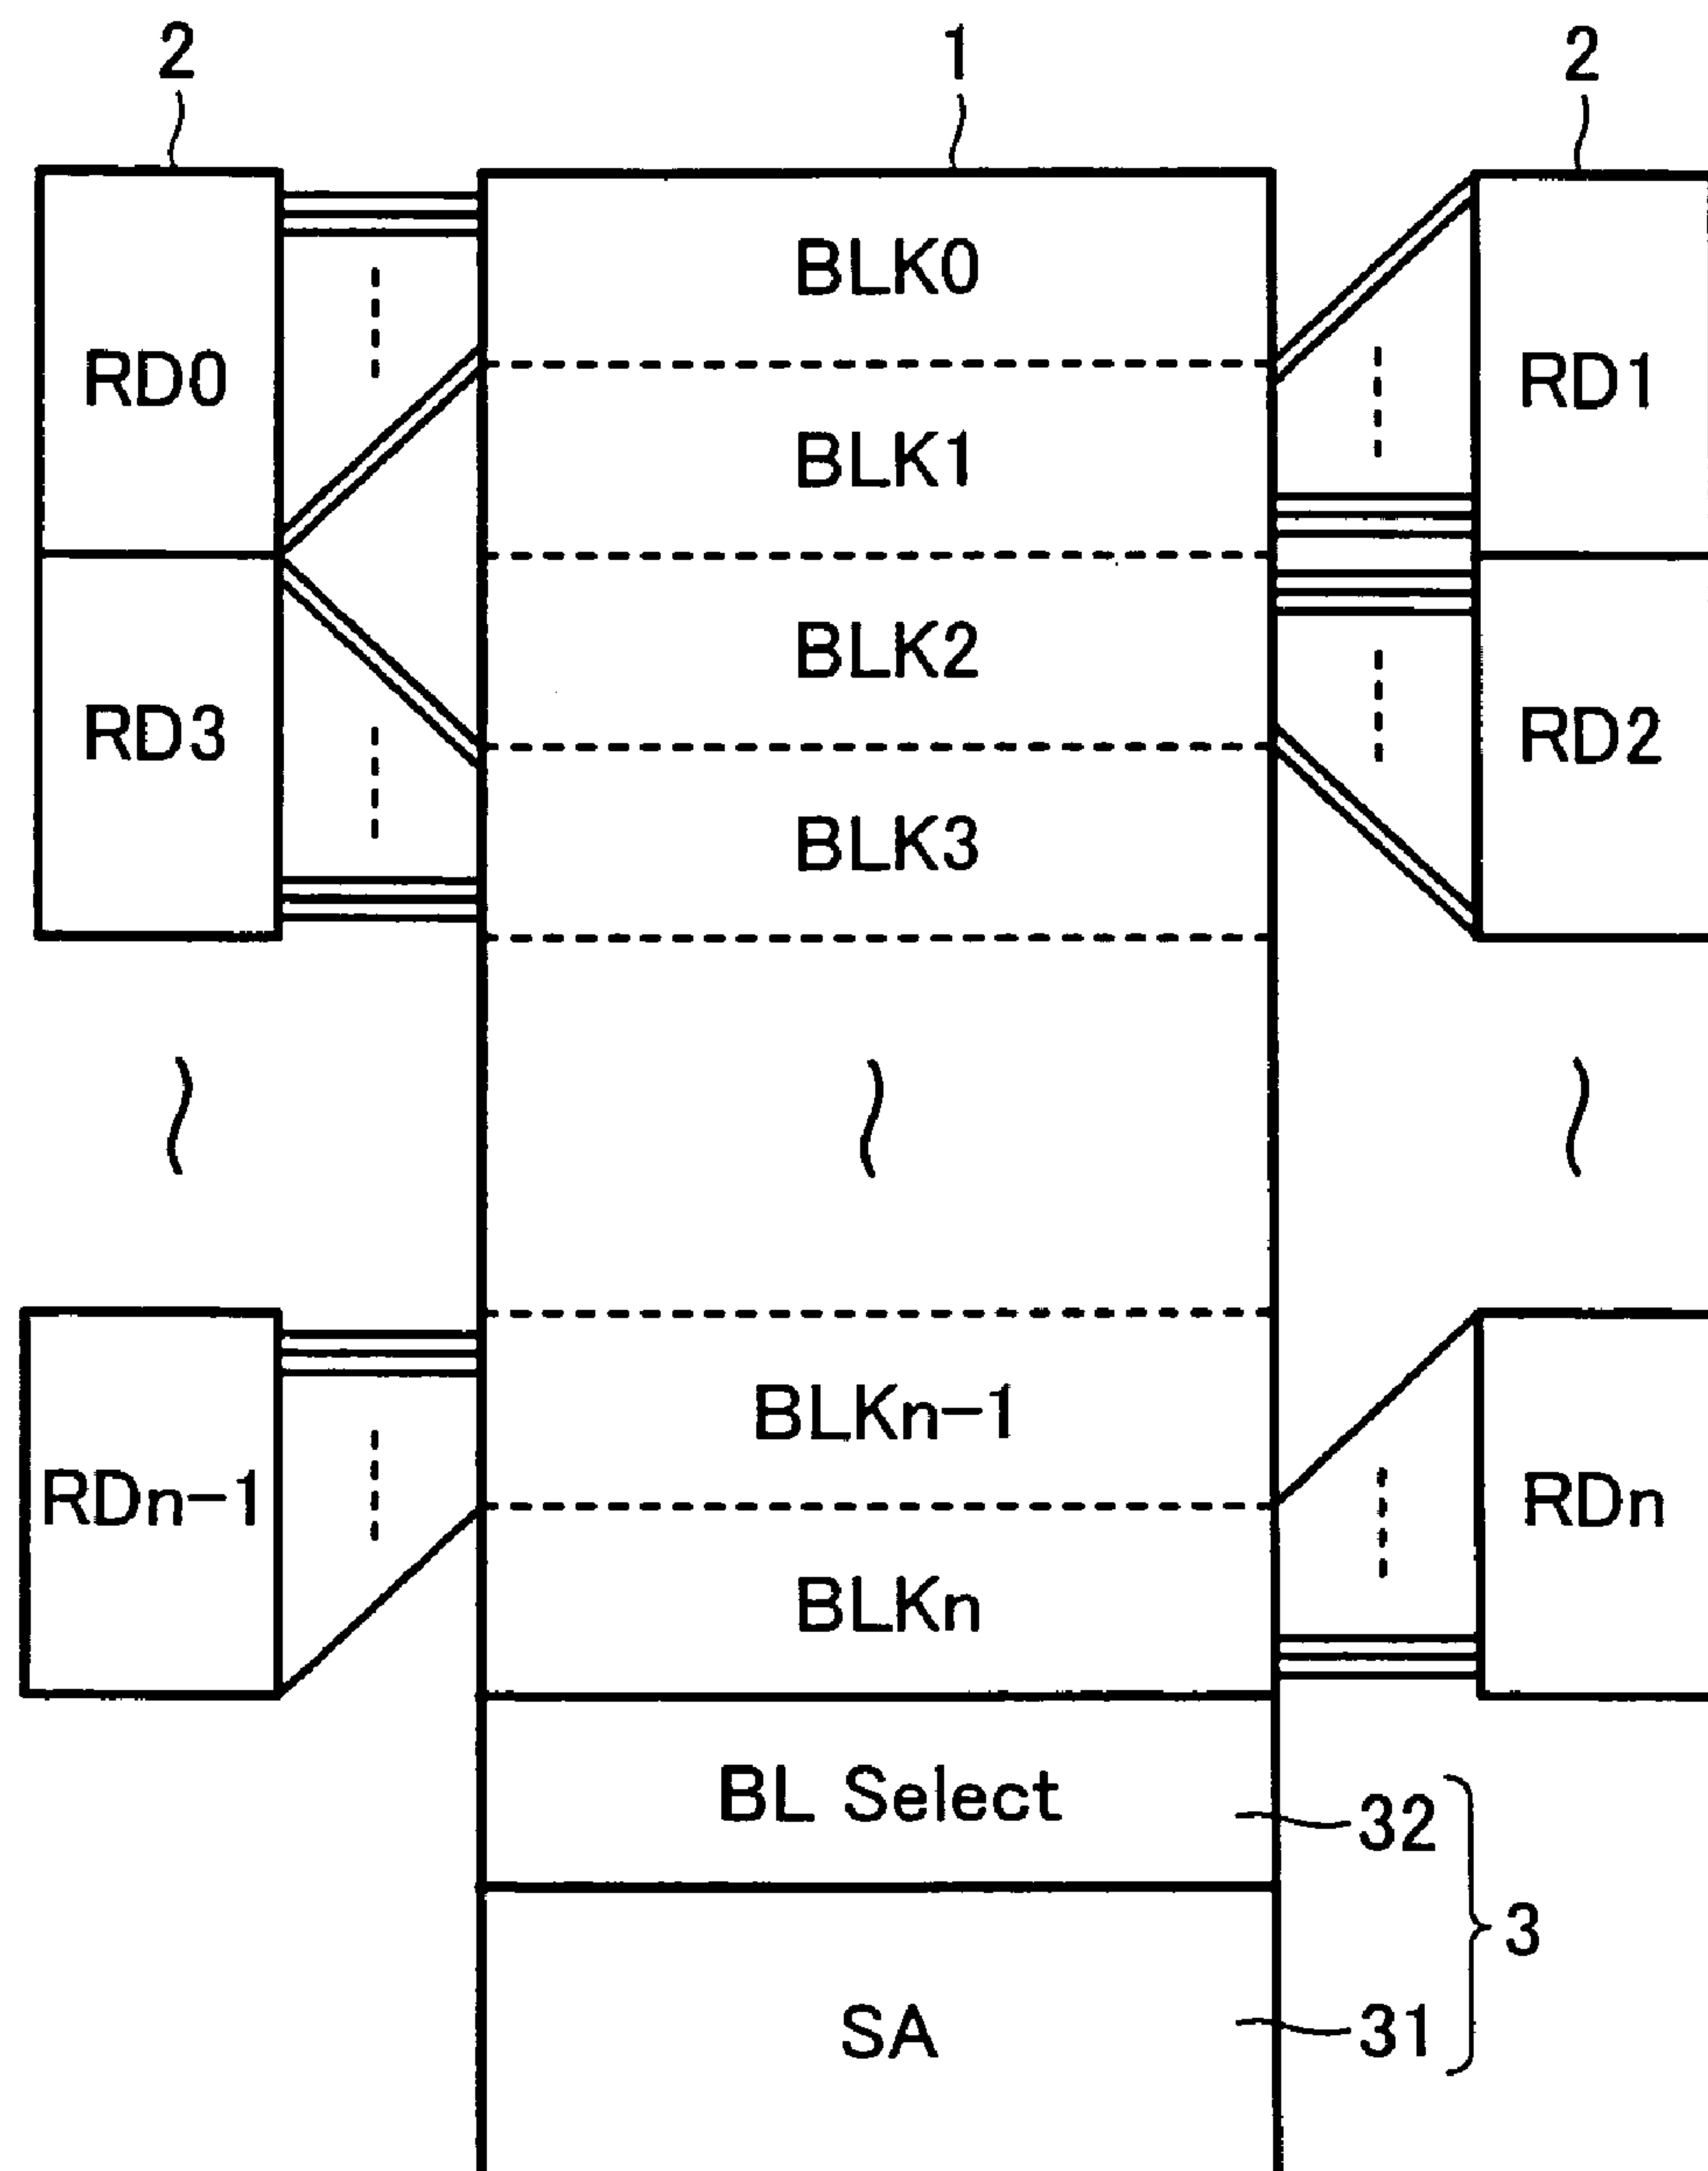 2 1 2
BLK0
RD0 RD1
BLK1
BLK2
RD3 RD2
BLK3
BLKn-1
RDn-1 RDn
BLKn
BL Select 32
3
SA 31